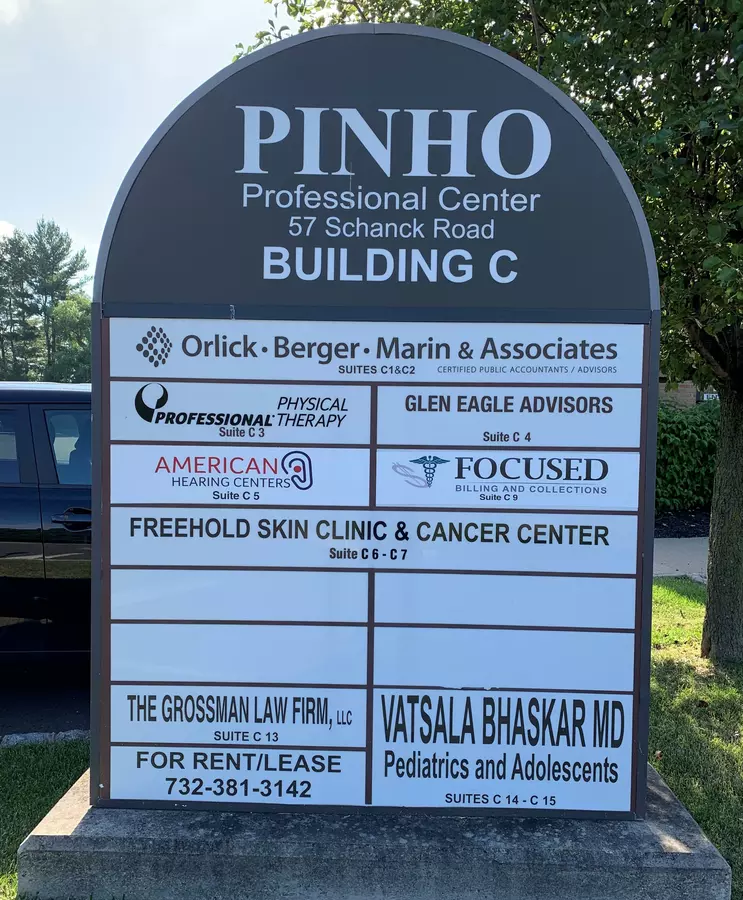 PINHO
Professional Center
57 Schanck Road
BUILDING C
Orlick • Berger • Marin & Associates
SUITES C1&C2 CERTIFIED PUBLIC ACCOUNTANTS / ADVISORS
PROFESSIONAL PHYSICAL THERAPY
Suite C 3
GLEN EAGLE ADVISORS
Suite C 4
AMERICAN
HEARING CENTERS
Suite C 5
FOCUSED
BILLING AND COLLECTIONS
Suite C 9
FREEHOLD SKIN CLINIC & CANCER CENTER
Suite C 6 - C 7
THE GROSSMAN LAW FIRM, LLC
SUITE C 13
FOR RENT/LEASE
732-381-3142
VATSALA BHASKAR MD
Pediatrics and Adolescents
SUITES C 14 - C 15